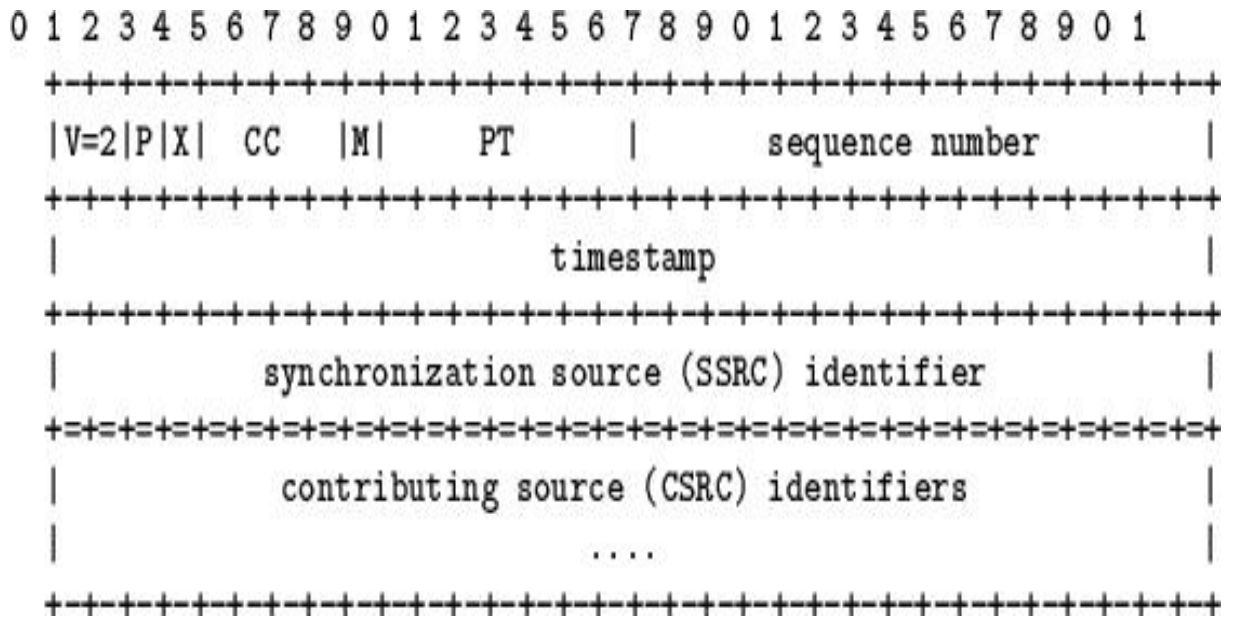 0 1 2 3 4 5 6 7 8 9 0 1 2 3 4 5 6 7 8 9 0 1 2 3 4 5 6 7 8 9 0 1
+-+-+-+-+-+-+-+-+-+-+-+-+-+-+-+-+-+-+-+-+-+-+-+-+-+-+-+-+-+-+-+-+
|V=2|P|X| CC |M| PT | sequence number |
+-+-+-+-+-+-+-+-+-+-+-+-+-+-+-+-+-+-+-+-+-+-+-+-+-+-+-+-+-+-+-+-+
| timestamp |
+-+-+-+-+-+-+-+-+-+-+-+-+-+-+-+-+-+-+-+-+-+-+-+-+-+-+-+-+-+-+-+-+
| synchronization source (SSRC) identifier |
+=+=+=+=+=+=+=+=+=+=+=+=+=+=+=+=+=+=+=+=+=+=+=+=+=+=+=+=+=+=+=+=+
| contributing source (CSRC) identifiers |
| .... |
+-+-+-+-+-+-+-+-+-+-+-+-+-+-+-+-+-+-+-+-+-+-+-+-+-+-+-+-+-+-+-+-+